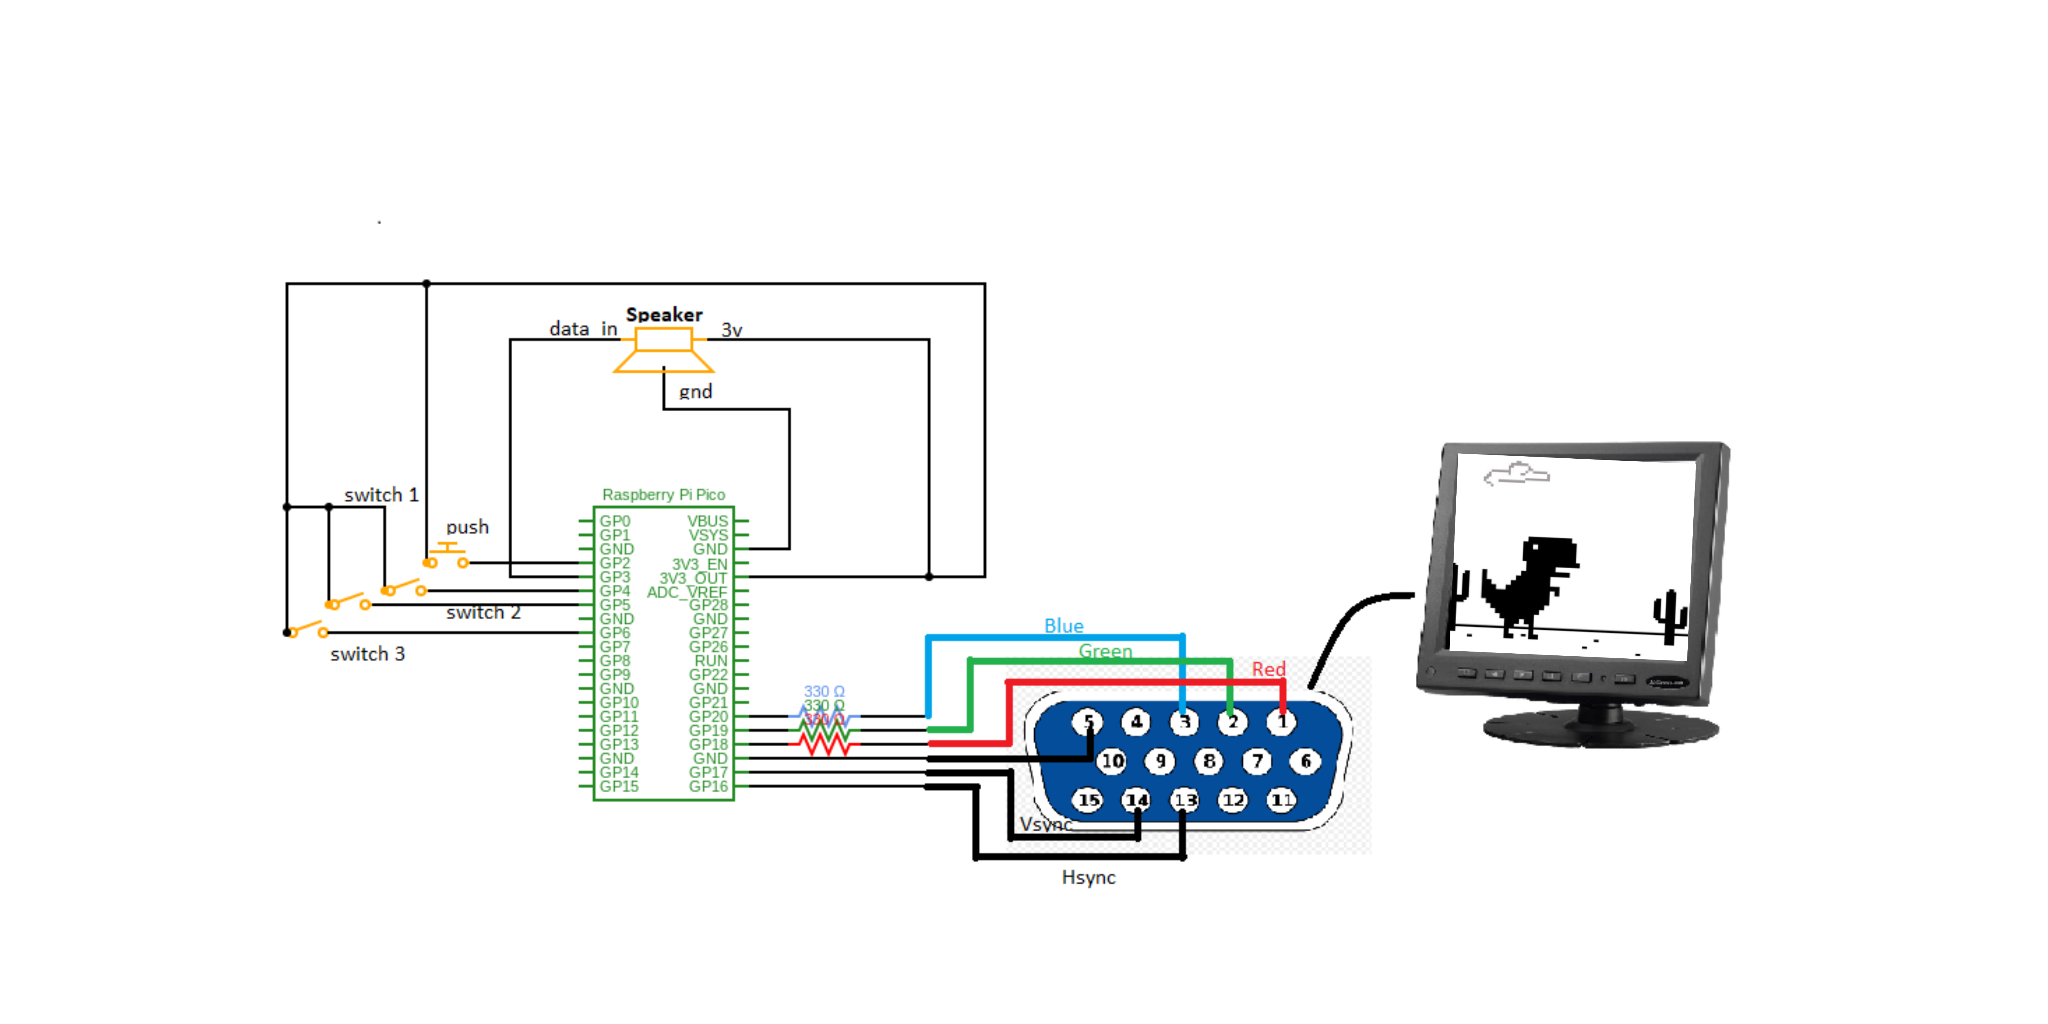 Speaker
data in
3v
gnd
switch 1
push
switch 2
switch 3
Raspberry Pi Pico
GP0
GP1
GND
GP2
GP3
GP4
GP5
GND
GP6
GP7
GP8
GP9
GND
GP10
GP11
GP12
GP13
GND
GP14
GP15
VBUS
VSYS
GND
3V3_EN
3V3_OUT
ADC_VREF
GP28
GND
GP27
GP26
RUN
GP22
GND
GP21
GP20
GP19
GP18
GND
GP17
GP16
330 Ω
330 Ω
330 Ω
Blue
Green
Red
5 4 3 2 1
10 9 8 7 6
15 14 13 12 11
Vsync
Hsync